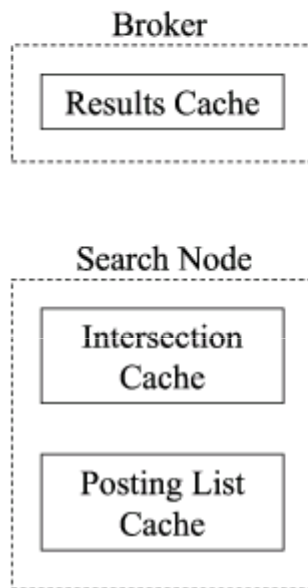 Broker
Results Cache
Search Node
Intersection
Cache
Posting List
Cache